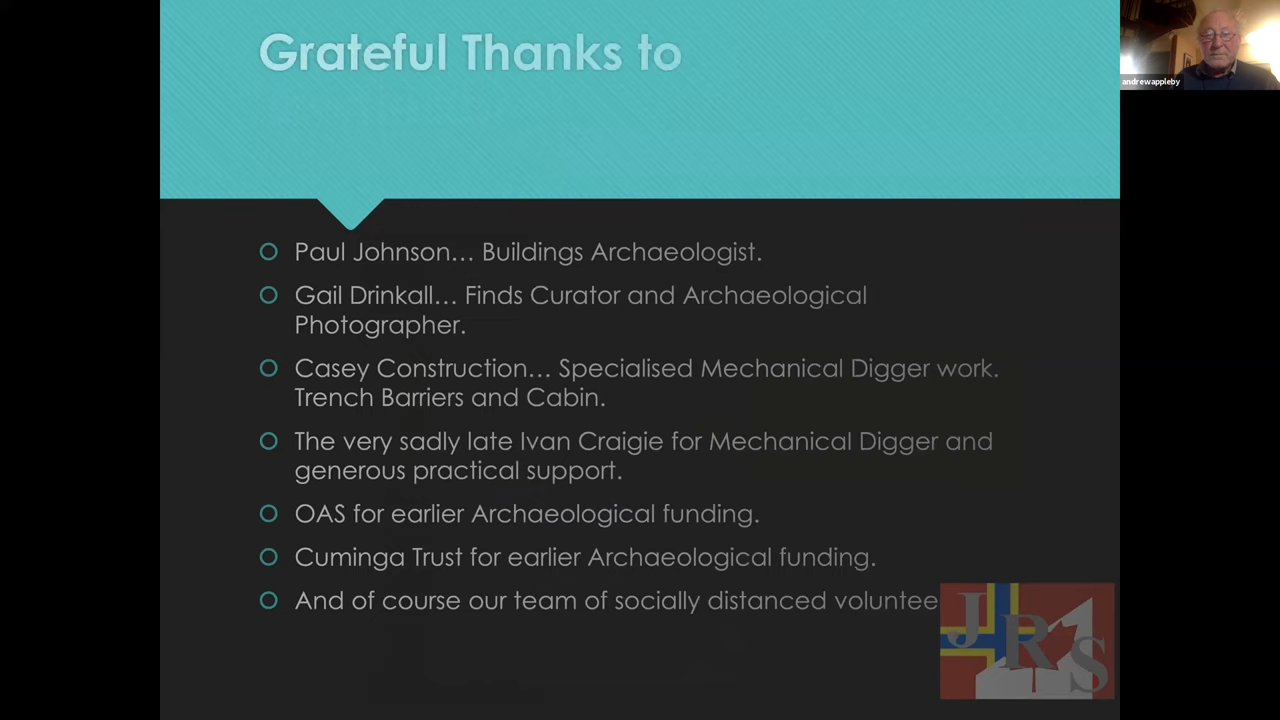 Grateful Thanks to
andrewappleby
Paul Johnson… Buildings Archaeologist.
Gail Drinkall… Finds Curator and Archaeological
Photographer.
Casey Construction… Specialised Mechanical Digger work.
Trench Barriers and Cabin.
The very sadly late Ivan Craigie for Mechanical Digger and
generous practical support.
OAS for earlier Archaeological funding.
Cuminga Trust for earlier Archaeological funding.
And of course our team of socially distanced voluntee
JRS